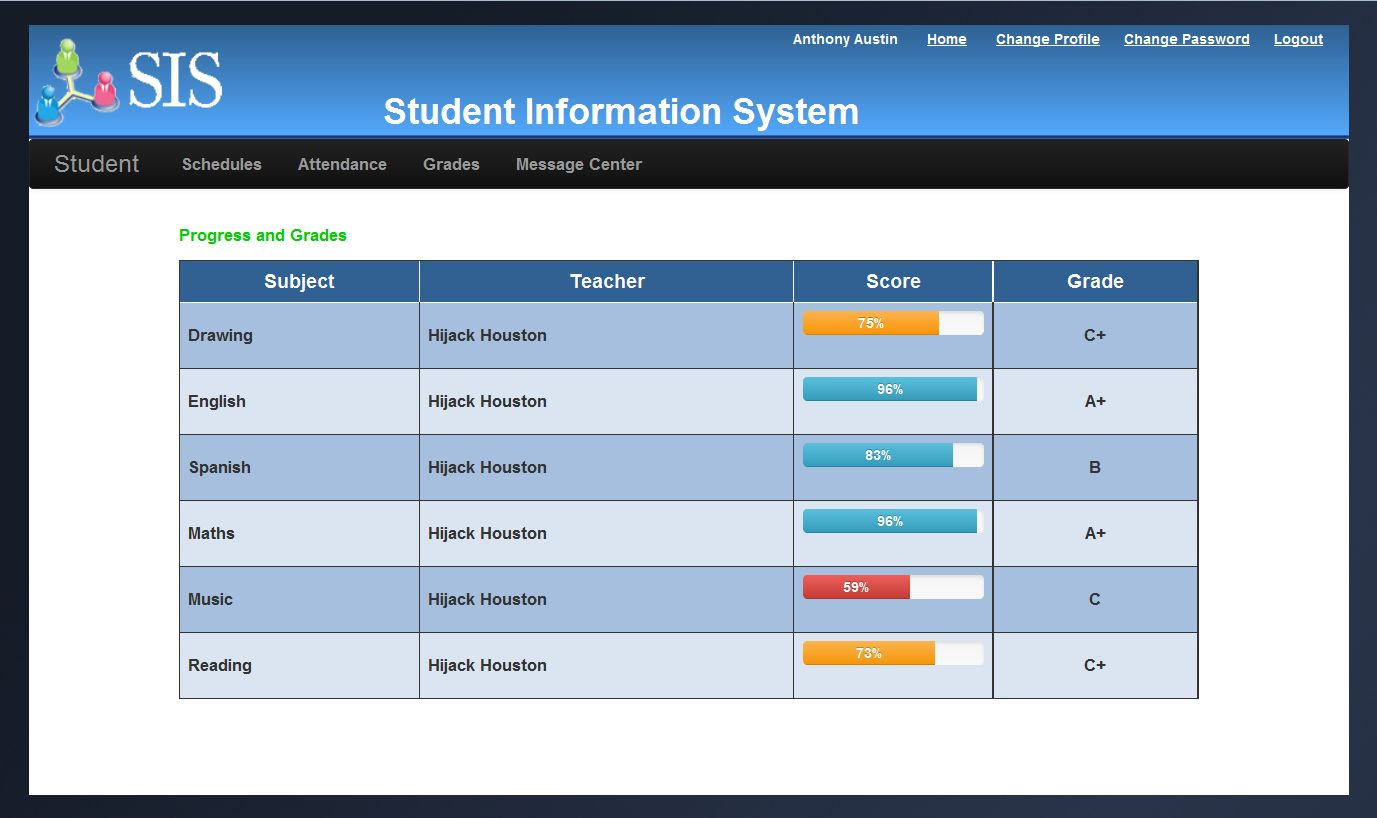 Anthony Austin Home Change Profile Change Password Logout
SIS
Student Information System
Student Schedules Attendance Grades Message Center
Progress and Grades
Subject Teacher Score Grade
Drawing Hijack Houston 75% C+
English Hijack Houston 96% A+
Spanish Hijack Houston 83% B
Maths Hijack Houston 96% A+
Music Hijack Houston 59% C
Reading Hijack Houston 73% C+